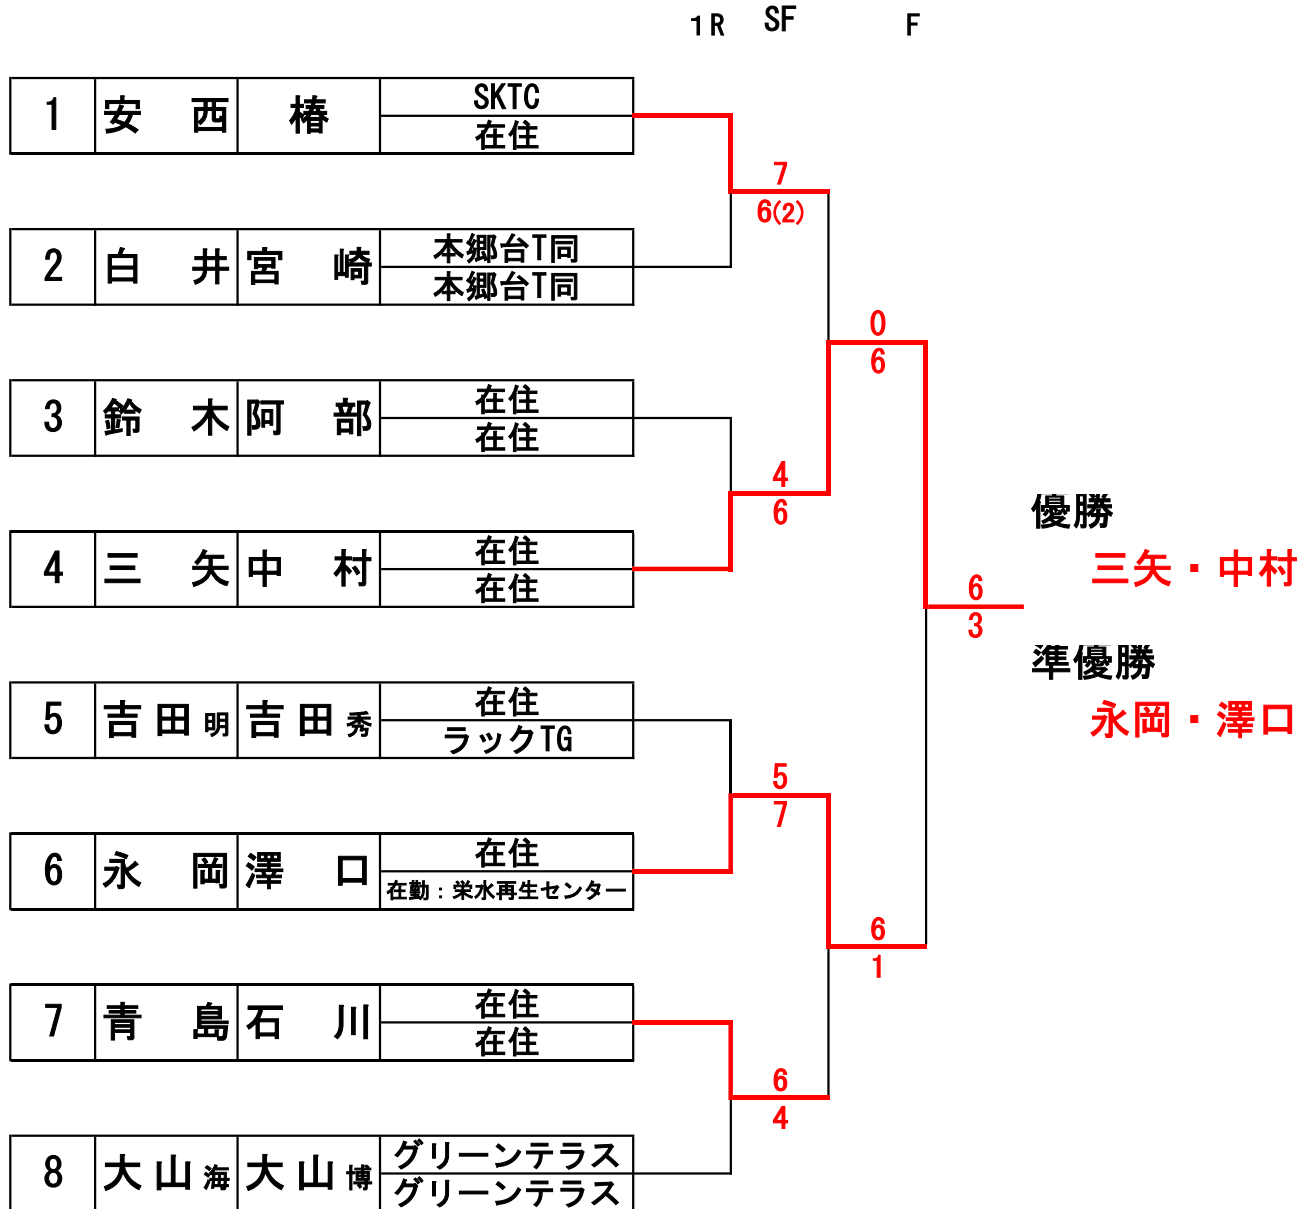 1R SF F
1 安西 椿 SKTC
在住
7
6(2)
2 白井 宮崎 本郷台T同
本郷台T同
0
6
3 鈴木 阿部 在住
在住
4
6
優勝
4 三矢 中村 在住
在住
三矢・中村
6
3
準優勝
5 吉田明 吉田秀 在住
ラックTG
永岡・澤口
5
7
6 永岡 澤口 在住
在勤：栄水再生センター
6
1
7 青島 石川 在住
在住
6
4
8 大山海 大山博 グリーンテラス
グリーンテラス